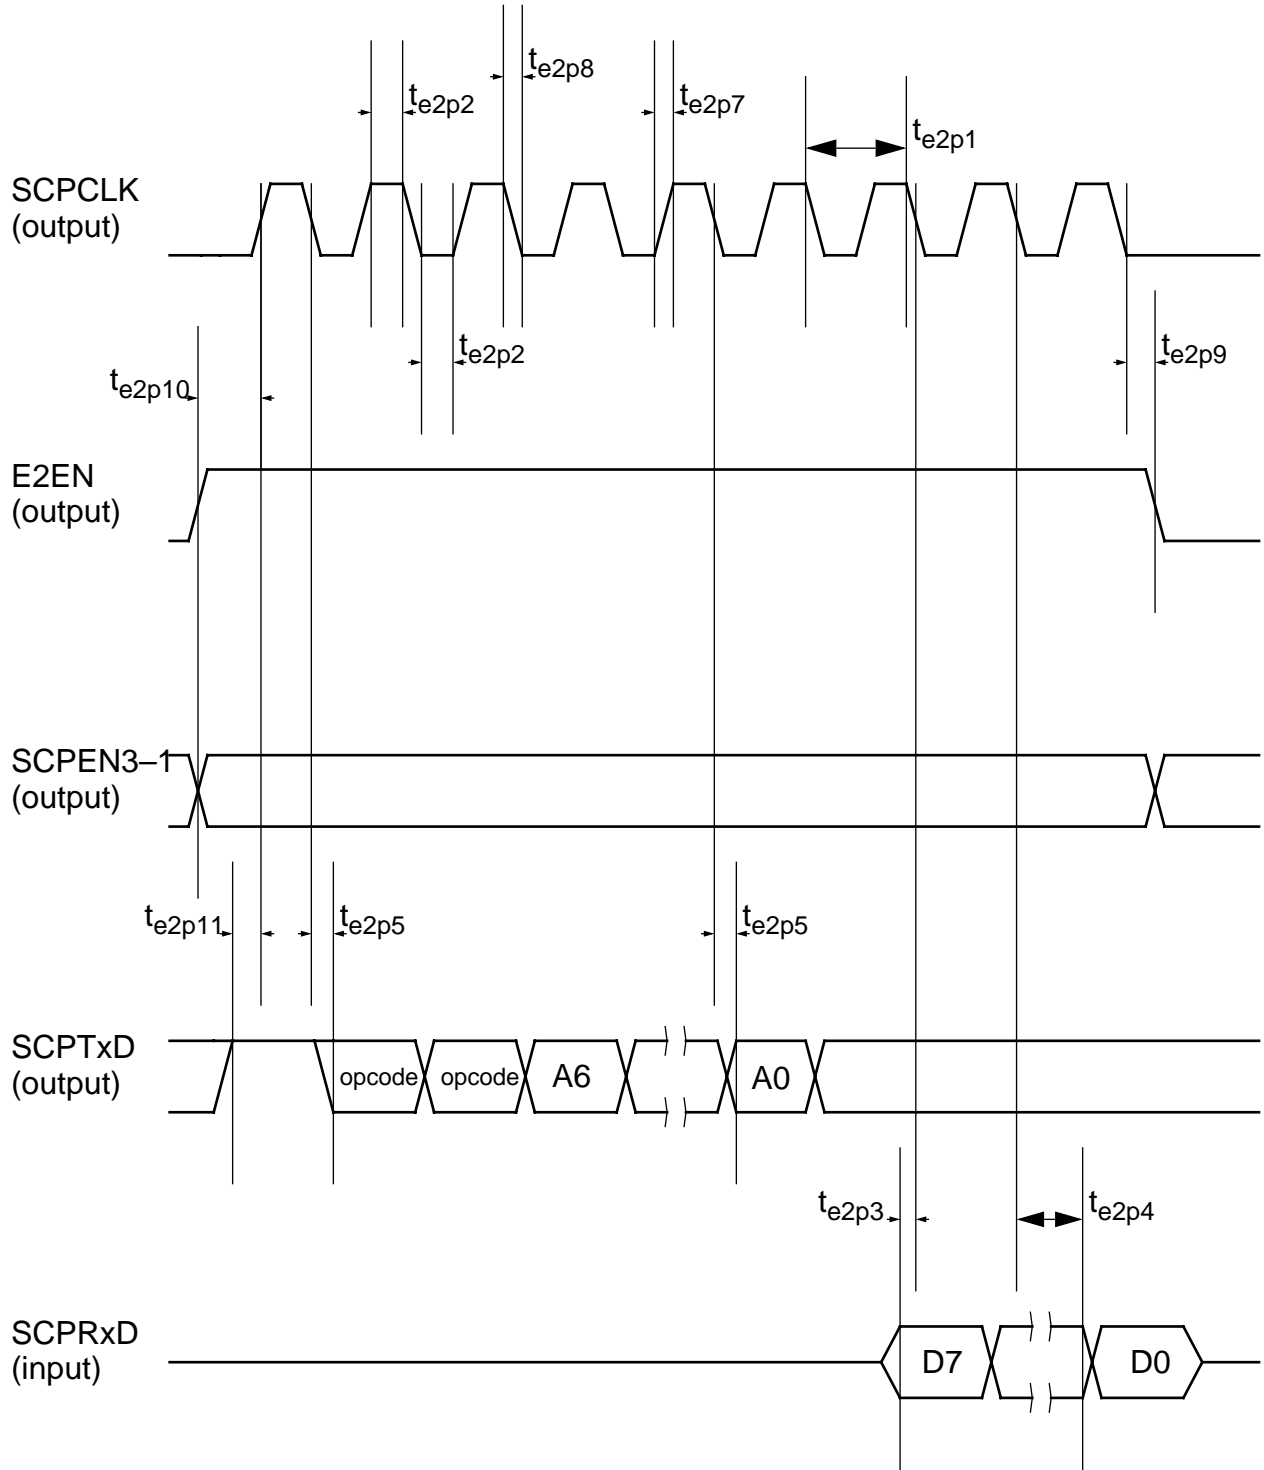 te2p8
te2p2
te2p7
te2p1
SCPCLK
(output)
te2p2
te2p9
te2p10
E2EN
(output)
SCPEN3–1
(output)
te2p11
te2p5
te2p5
SCPTxD
(output)
opcode
opcode
A6
A0
te2p3
te2p4
SCPRxD
(input)
D7
D0